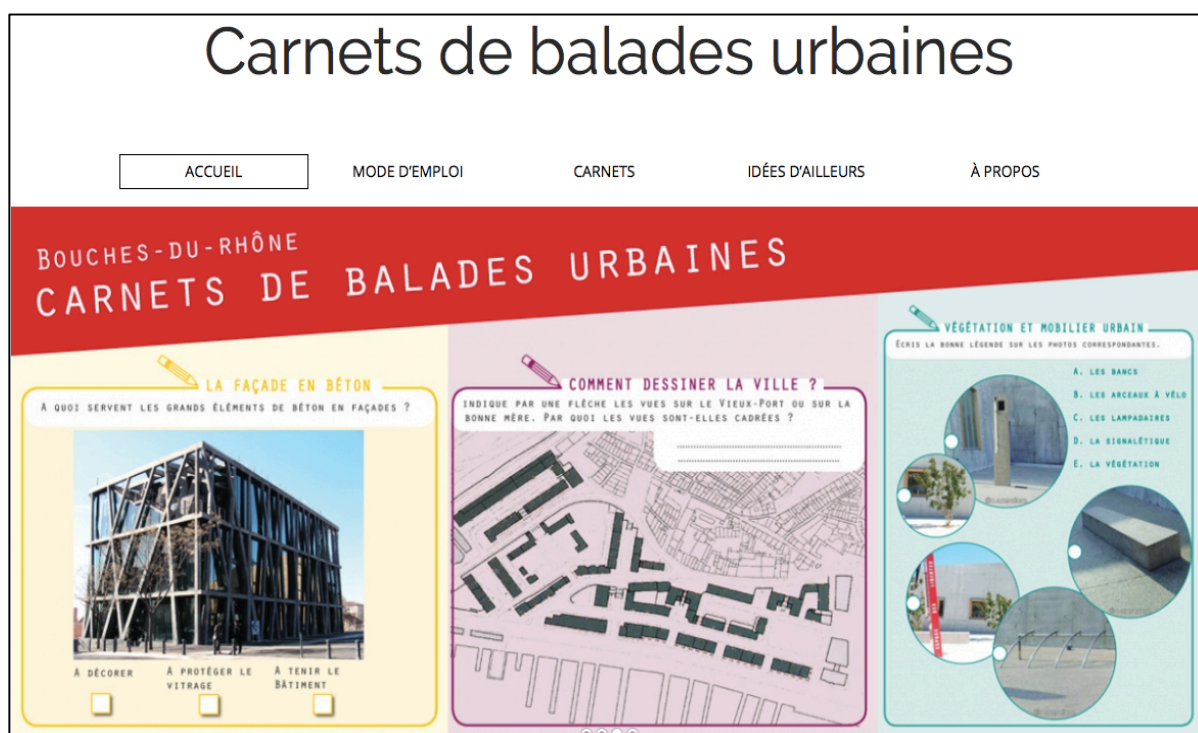 Carnets de balades urbaines
ACCUEIL
MODE D'EMPLOI
CARNETS
IDÉES D'AILLEURS
À PROPOS
BOUCHES-DU-RHÔNE
CARNETS DE BALADES URBAINES
LA FAÇADE EN BÉTON
A QUOI SERVENT LES GRANDS ÉLÉMENTS DE BÉTON EN FAÇADES ?
A DÉCORER
A PROTÉGER LE
VITRAGE
A TENIR LE
BÂTIMENT
COMMENT DESSINER LA VILLE ?
INDIQUE PAR UNE FLÈCHE LES VUES SUR LE VIEUX-PORT OU SUR LA
BONNE MÈRE. PAR QUOI LES VUES SONT-ELLES CADRÉES ?
VÉGÉTATION ET MOBILIER URBAIN
ÉCRIS LA BONNE LÉGENDE SUR LES PHOTOS CORRESPONDANTES.
A. LES BANCS
B. LES ARCEAUX À VÉLO
C. LES LAMPADAIRES
D. LA SIGNALÉTIQUE
E. LA VÉGÉTATION